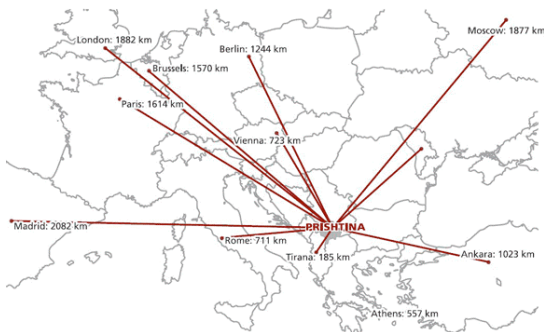 Moscow: 1877 km
London: 1882 km
Berlin: 1244 km
Brussels: 1570 km
Paris: 1614 km
Vienna: 723 km
Madrid: 2082 km
PRISHTINA
Rome: 711 km
Tirana: 185 km
Ankara: 1023 km
Athens: 557 km